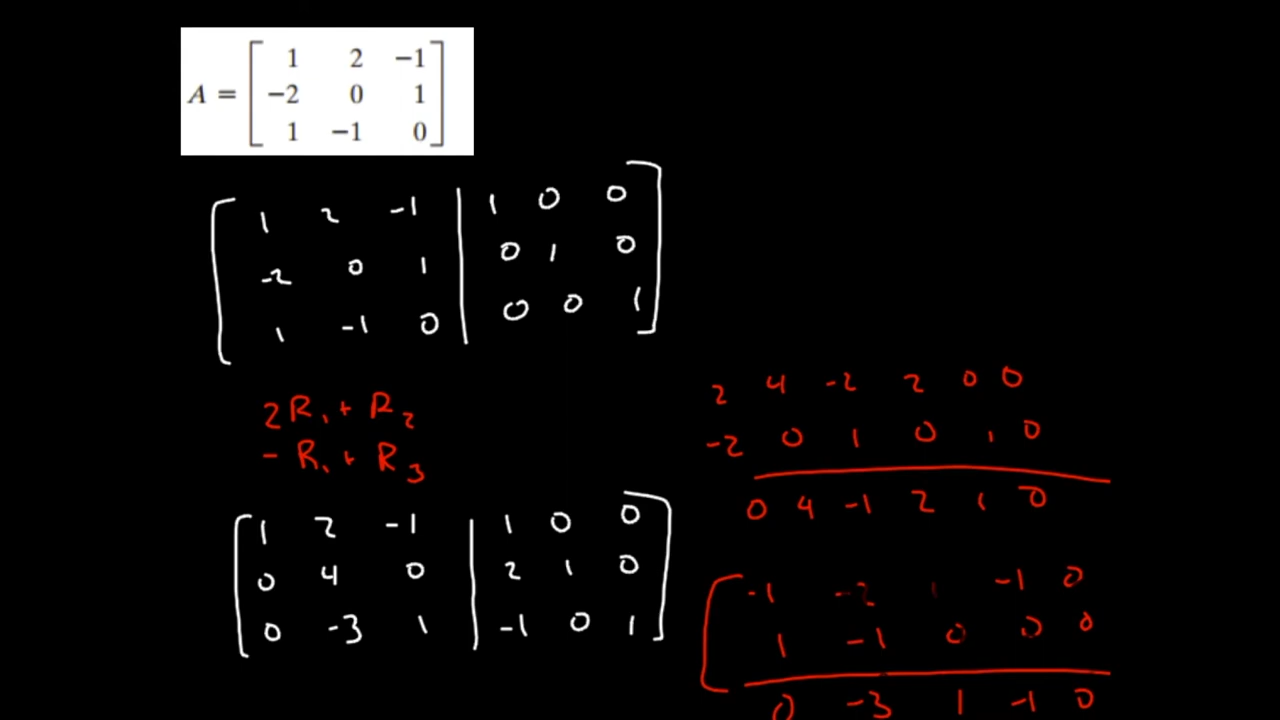 1 2 −1
A = −2 0 1
1 −1 0
1 2 -1 | 1 0 0
-2 0 1 | 0 1 0
1 -1 0 | 0 0 1
2R₁ + R₂
- R₁ + R₃
1 2 -1 | 1 0 0
0 4 0 | 2 1 0
0 -3 1 | -1 0 1
2 4 -2 2 0 0
-2 0 1 0 1 0
0 4 -1 2 1 0
-1 -2 1 -1 0
1 -1 0 0 0
0 -3 1 -1 0